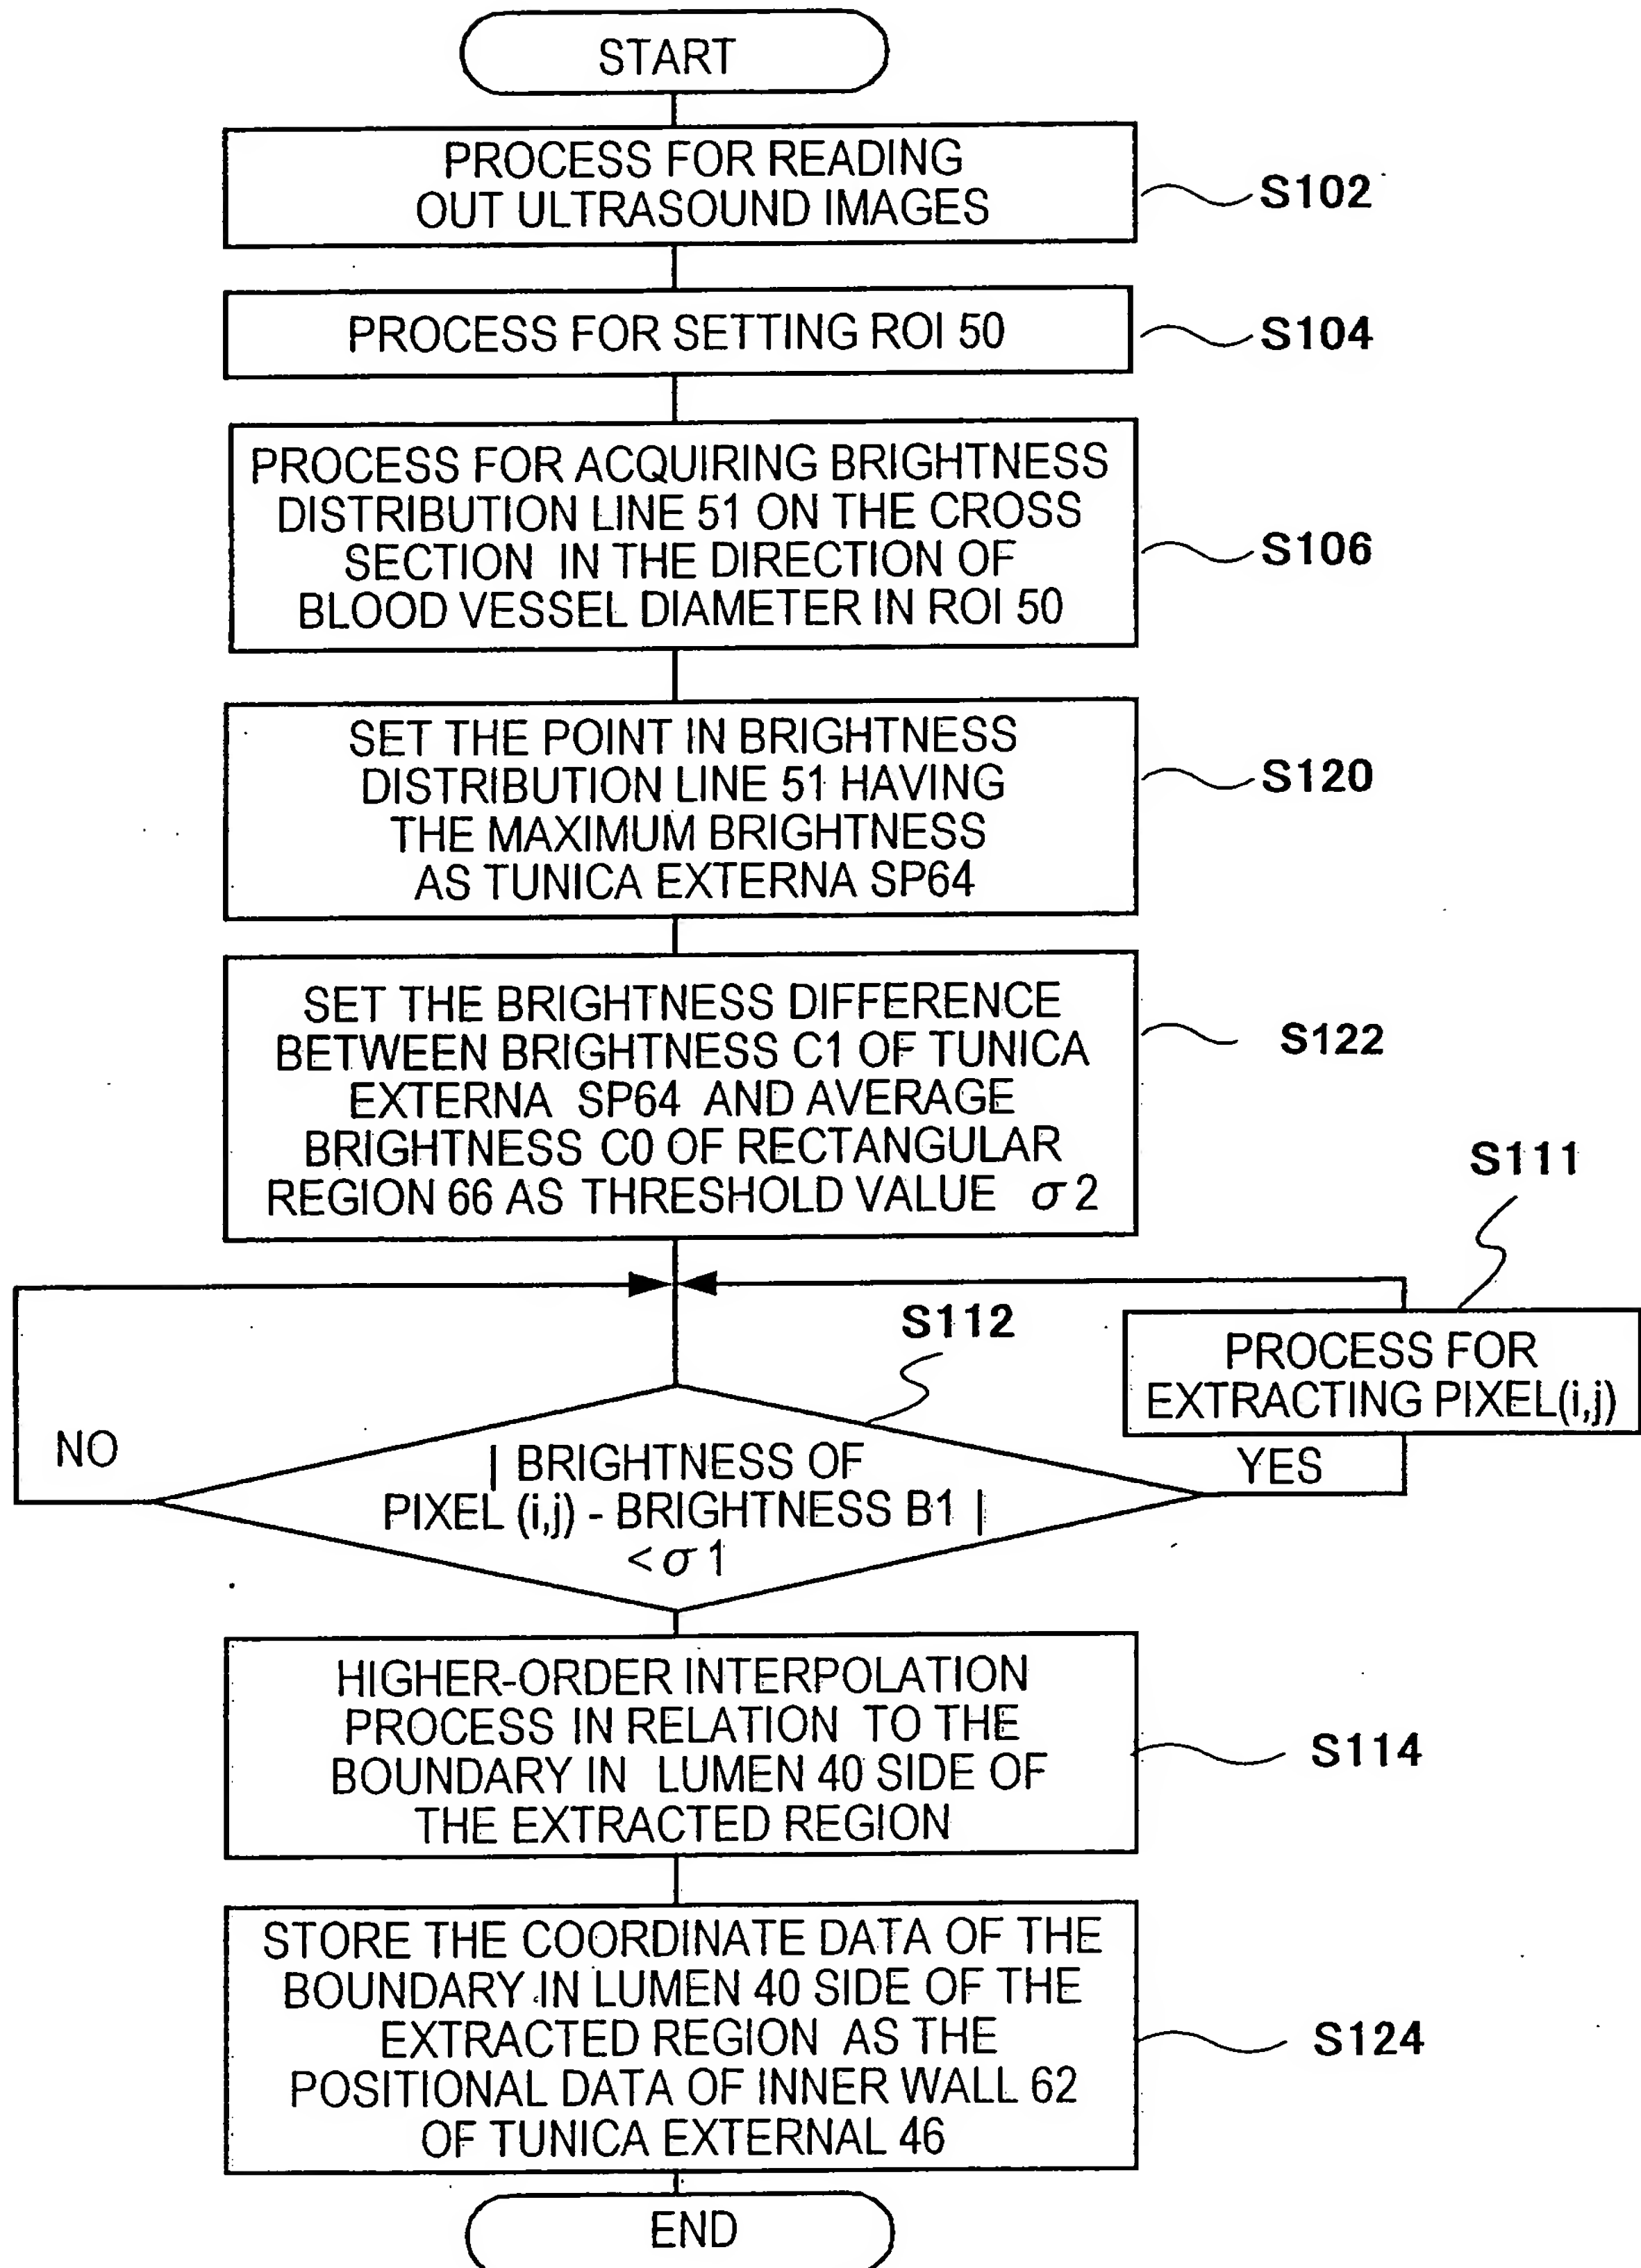 START
PROCESS FOR READING
OUT ULTRASOUND IMAGES
S102
PROCESS FOR SETTING ROI 50
S104
PROCESS FOR ACQUIRING BRIGHTNESS
DISTRIBUTION LINE 51 ON THE CROSS
SECTION IN THE DIRECTION OF
BLOOD VESSEL DIAMETER IN ROI 50
S106
SET THE POINT IN BRIGHTNESS
DISTRIBUTION LINE 51 HAVING
THE MAXIMUM BRIGHTNESS
AS TUNICA EXTERNA SP64
S120
SET THE BRIGHTNESS DIFFERENCE
BETWEEN BRIGHTNESS C1 OF TUNICA
EXTERNA SP64 AND AVERAGE
BRIGHTNESS C0 OF RECTANGULAR
REGION 66 AS THRESHOLD VALUE σ2
S122
S111
PROCESS FOR
EXTRACTING PIXEL(i,j)
S112
NO
YES
| BRIGHTNESS OF
PIXEL (i,j) - BRIGHTNESS B1 |
< σ1
HIGHER-ORDER INTERPOLATION
PROCESS IN RELATION TO THE
BOUNDARY IN LUMEN 40 SIDE OF
THE EXTRACTED REGION
S114
STORE THE COORDINATE DATA OF THE
BOUNDARY IN LUMEN 40 SIDE OF THE
EXTRACTED REGION AS THE
POSITIONAL DATA OF INNER WALL 62
OF TUNICA EXTERNAL 46
S124
END